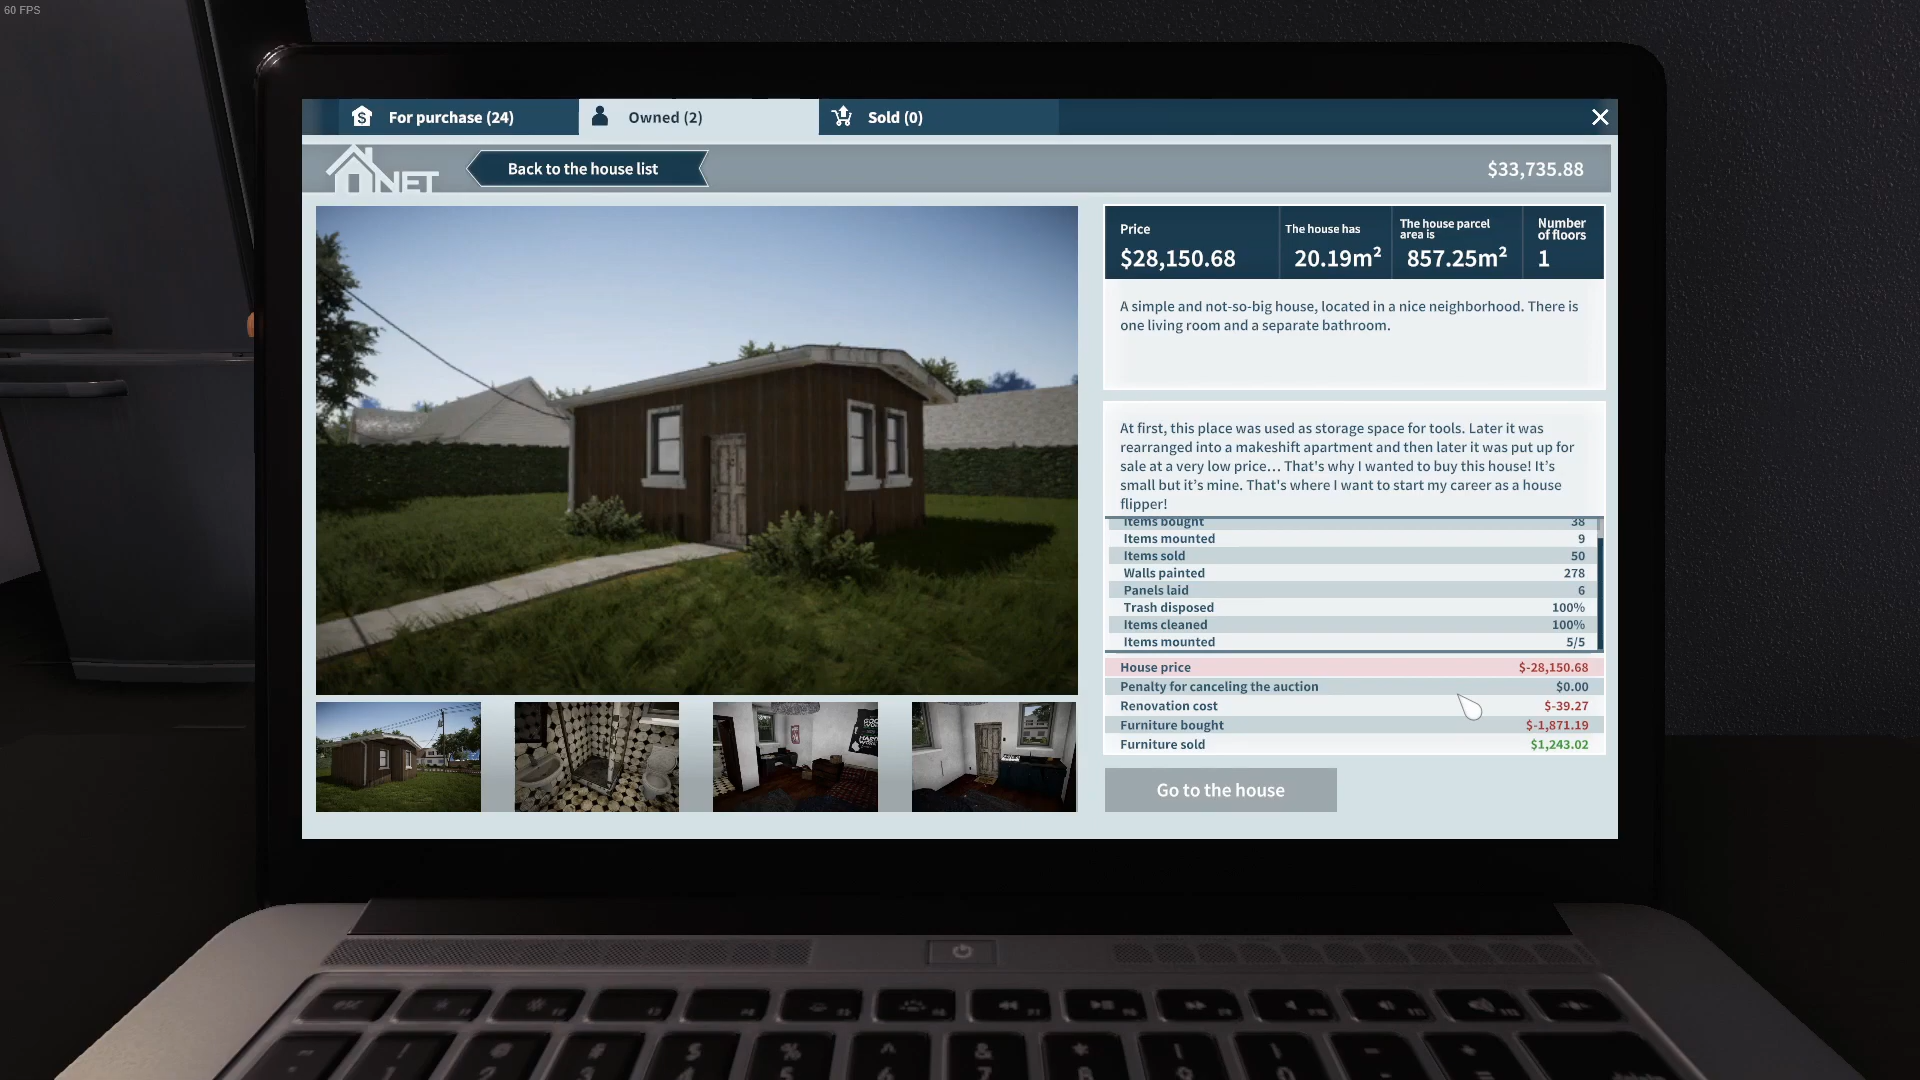 60 FPS
For purchase (24)
Owned (2)
Sold (0)
NET
Back to the house list
$33,735.88
Price
The house has
The house parcel
area is
Number
of floors
$28,150.68
20.19m²
857.25m²
1
A simple and not-so-big house, located in a nice neighborhood. There is
one living room and a separate bathroom.
At first, this place was used as storage space for tools. Later it was
rearranged into a makeshift apartment and then later it was put up for
sale at a very low price... That's why I wanted to buy this house! It's
small but it's mine. That's where I want to start my career as a house
flipper!
Items bought 38
Items mounted 9
Items sold 50
Walls painted 278
Panels laid 6
Trash disposed 100%
Items cleaned 100%
Items mounted 5/5
House price $-28,150.68
Penalty for canceling the auction $0.00
Renovation cost $-39.27
Furniture bought $-1,871.19
Furniture sold $1,243.02
Go to the house